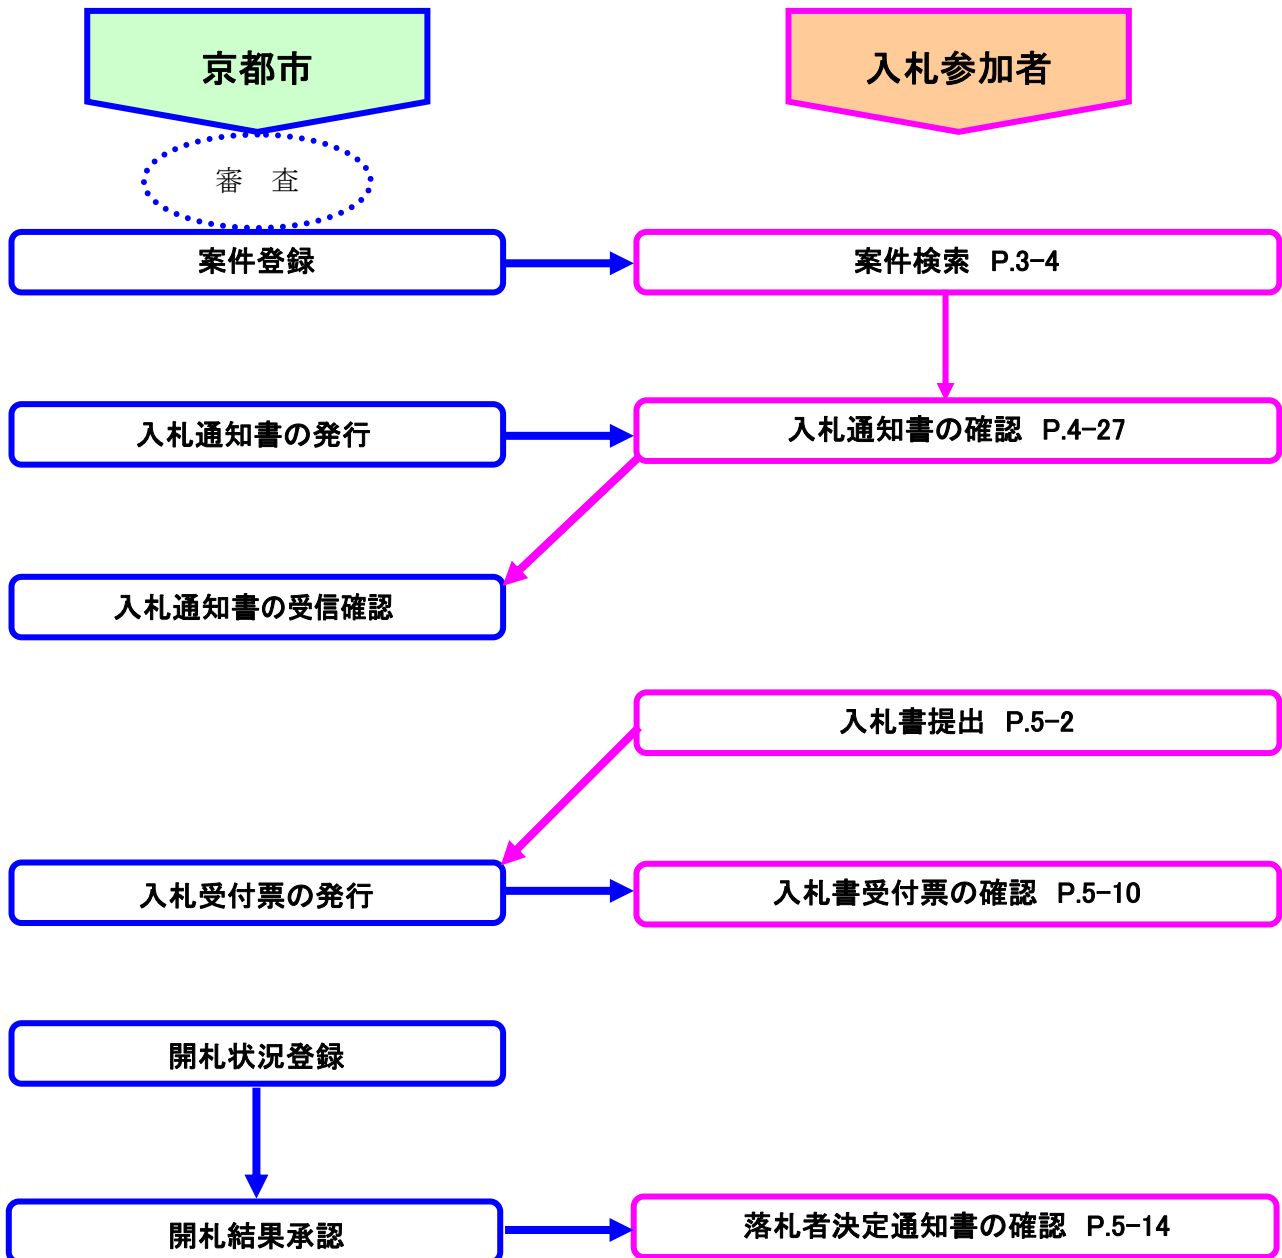 京都市
入札参加者
審　査
案件登録
案件検索　P.3-4
入札通知書の発行
入札通知書の確認　P.4-27
入札通知書の受信確認
入札書提出　P.5-2
入札受付票の発行
入札書受付票の確認　P.5-10
開札状況登録
開札結果承認
落札者決定通知書の確認　P.5-14